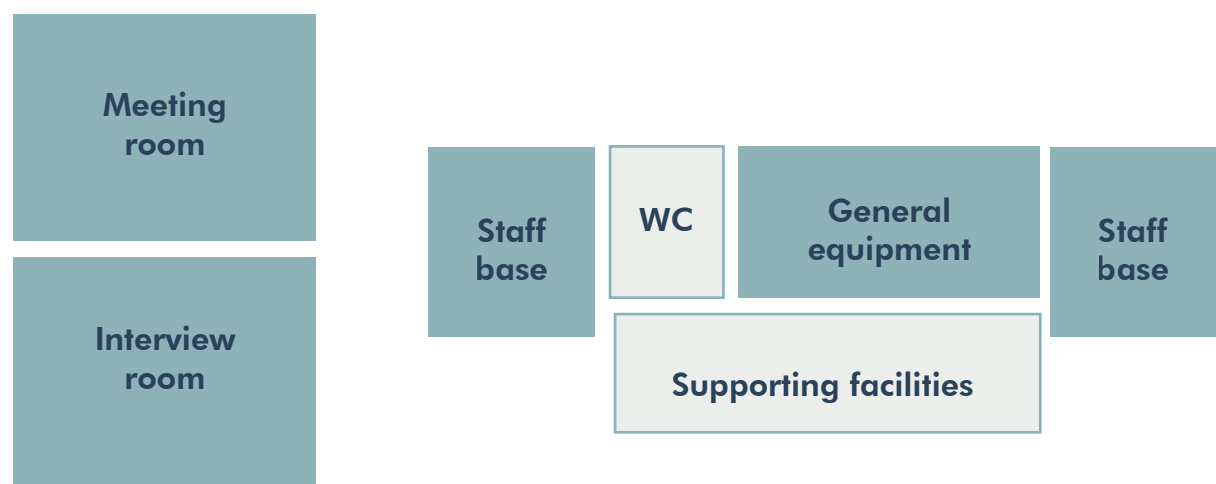 Meeting
room
Interview
room
Staff
base
WC
General
equipment
Staff
base
Supporting facilities